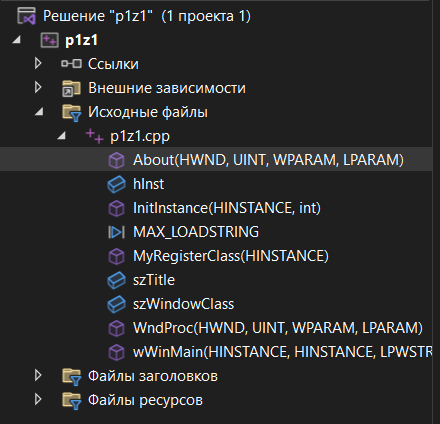 Решение "p1z1" (1 проекта 1)
p1z1
Ссылки
Внешние зависимости
Исходные файлы
p1z1.cpp
About(HWND, UINT, WPARAM, LPARAM)
hInst
InitInstance(HINSTANCE, int)
MAX_LOADSTRING
MyRegisterClass(HINSTANCE)
szTitle
szWindowClass
WndProc(HWND, UINT, WPARAM, LPARAM)
wWinMain(HINSTANCE, HINSTANCE, LPWSTR
Файлы заголовков
Файлы ресурсов